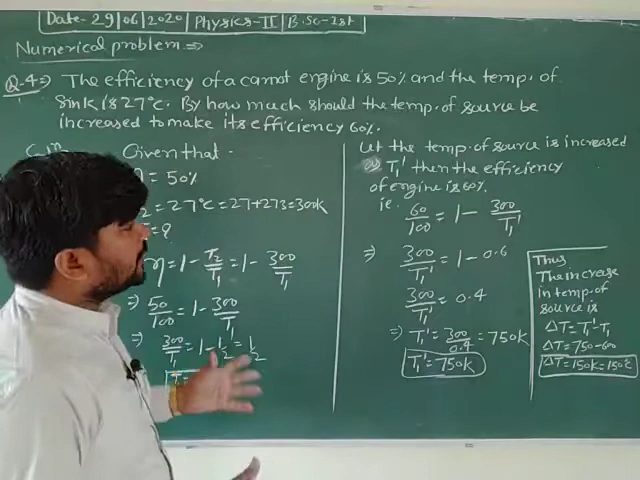 Date-29|06|2020|Physics-II|B.Sc-Ist
Numerical problem ⇒
Q.4⇒ The efficiency of a carnot engine is 50% and the temp. of
Sink is 27°C. By how much should the temp. of source be
increased to make its efficiency 60%.
Given that
= 50%
= 27°C = 27+273 = 300k
= ?
η = 1 - T2/T1 = 1 - 300/T1
⇒ 50/100 = 1 - 300/T1
⇒ 300/T1 = 1 - 1/2 = 1/2
Let the temp. of source is increased
T1' then the efficiency
of engine is 60%.
ie. 60/100 = 1 - 300/T1'
⇒ 300/T1' = 1 - 0.6
300/T1' = 0.4
⇒ T1' = 300/0.4 = 750k
T1' = 750k
Thus
The increase
in temp. of
source is
ΔT = T1' - T1
ΔT = 750 - 600
ΔT = 150k = 150°C